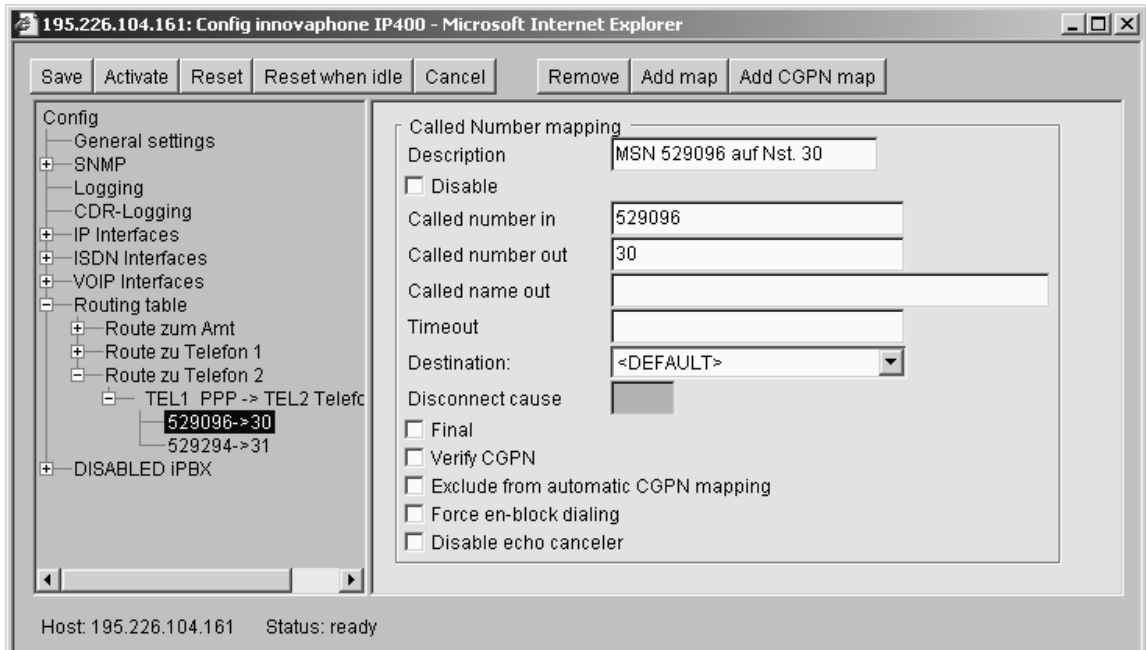 195.226.104.161: Config innovaphone IP400 - Microsoft Internet Explorer
Save Activate Reset Reset when idle Cancel Remove Add map Add CGPN map
Config
General settings
SNMP
Logging
CDR-Logging
IP Interfaces
ISDN Interfaces
VOIP Interfaces
Routing table
Route zum Amt
Route zu Telefon 1
Route zu Telefon 2
TEL1 PPP -> TEL2 Telefc
529096->30
529294->31
DISABLED iPBX
Called Number mapping
Description MSN 529096 auf Nst. 30
Disable
Called number in 529096
Called number out 30
Called name out
Timeout
Destination: <DEFAULT>
Disconnect cause
Final
Verify CGPN
Exclude from automatic CGPN mapping
Force en-block dialing
Disable echo canceler
Host: 195.226.104.161 Status: ready